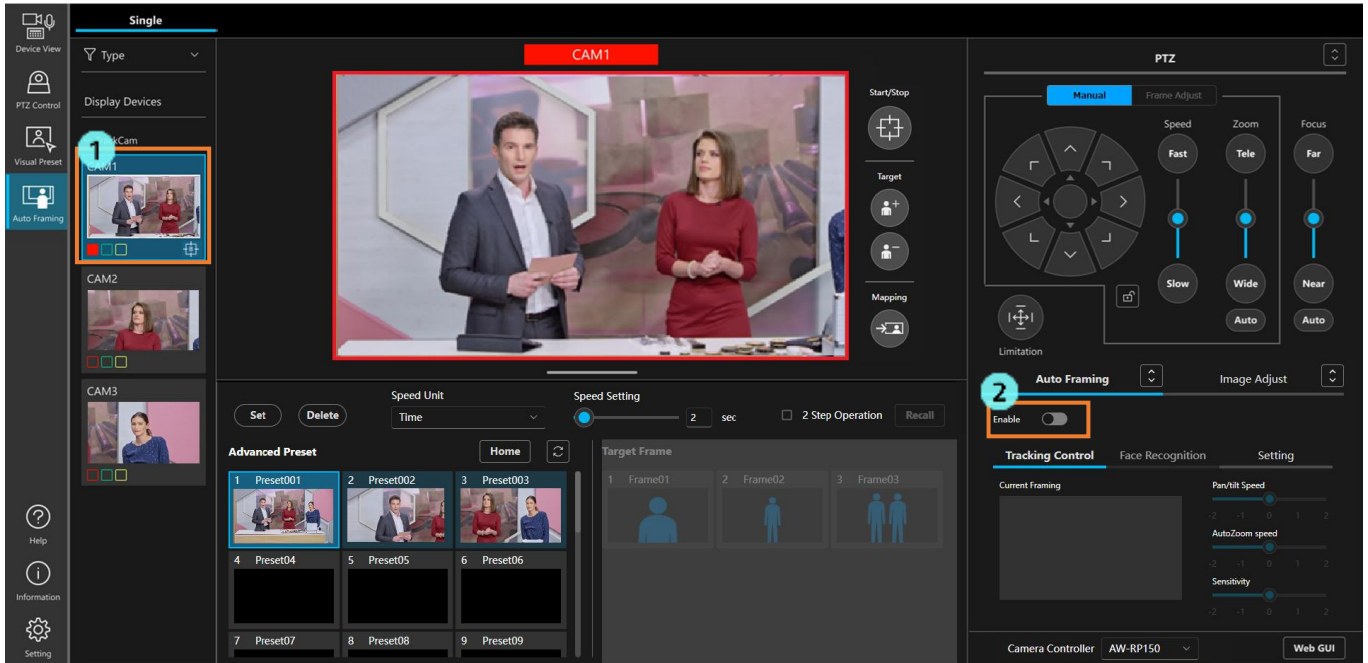 Single
Device View
PTZ Control
Visual Preset
Auto Framing
Help
Information
Setting
Type
Display Devices
kCam
1
CAM1
CAM2
CAM3
CAM1
Start/Stop
Target
Mapping
Set
Delete
Speed Unit
Time
Speed Setting
2 sec
2 Step Operation
Recall
Advanced Preset
Home
1 Preset001
2 Preset002
3 Preset003
4 Preset04
5 Preset05
6 Preset06
7 Preset07
8 Preset08
9 Preset09
Target Frame
1 Frame01
2 Frame02
3 Frame03
PTZ
Manual
Frame Adjust
Speed
Zoom
Focus
Fast
Tele
Far
Slow
Wide
Near
Auto
Auto
Limitation
Auto Framing
Image Adjust
2
Enable
Tracking Control
Face Recognition
Setting
Current Framing
Pan/tilt Speed
-2 -1 0 1 2
AutoZoom speed
-2 -1 0 1 2
Sensitivity
-2 -1 0 1 2
Camera Controller
AW-RP150
Web GUI